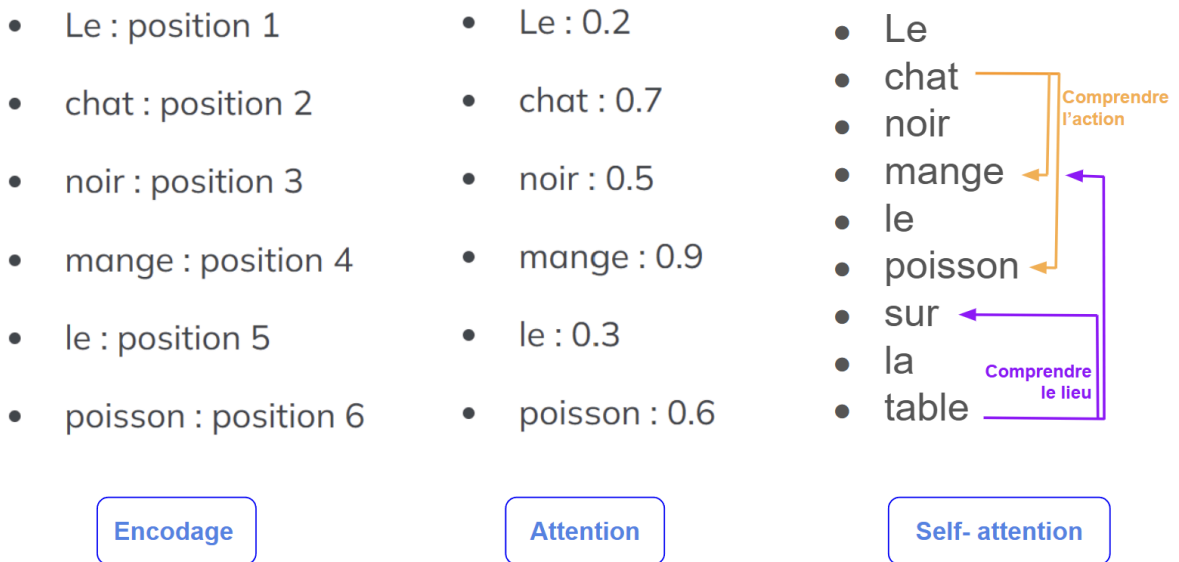 Le : position 1
chat : position 2
noir : position 3
mange : position 4
le : position 5
poisson : position 6
Encodage
Le : 0.2
chat : 0.7
noir : 0.5
mange : 0.9
le : 0.3
poisson : 0.6
Attention
Le
chat
noir
mange
le
poisson
sur
la
table
Comprendre
l'action
Comprendre
le lieu
Self- attention